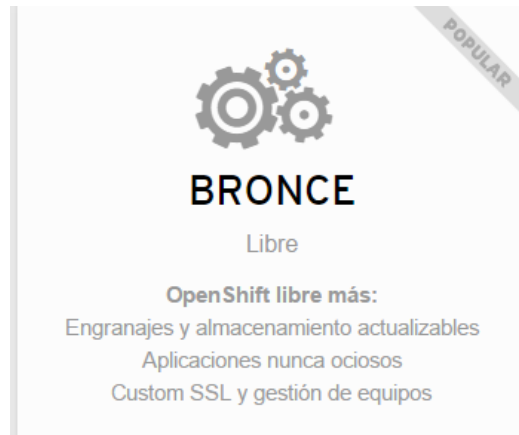 POPULAR
BRONCE
Libre
OpenShift libre más:
Engranajes y almacenamiento actualizables
Aplicaciones nunca ociosos
Custom SSL y gestión de equipos